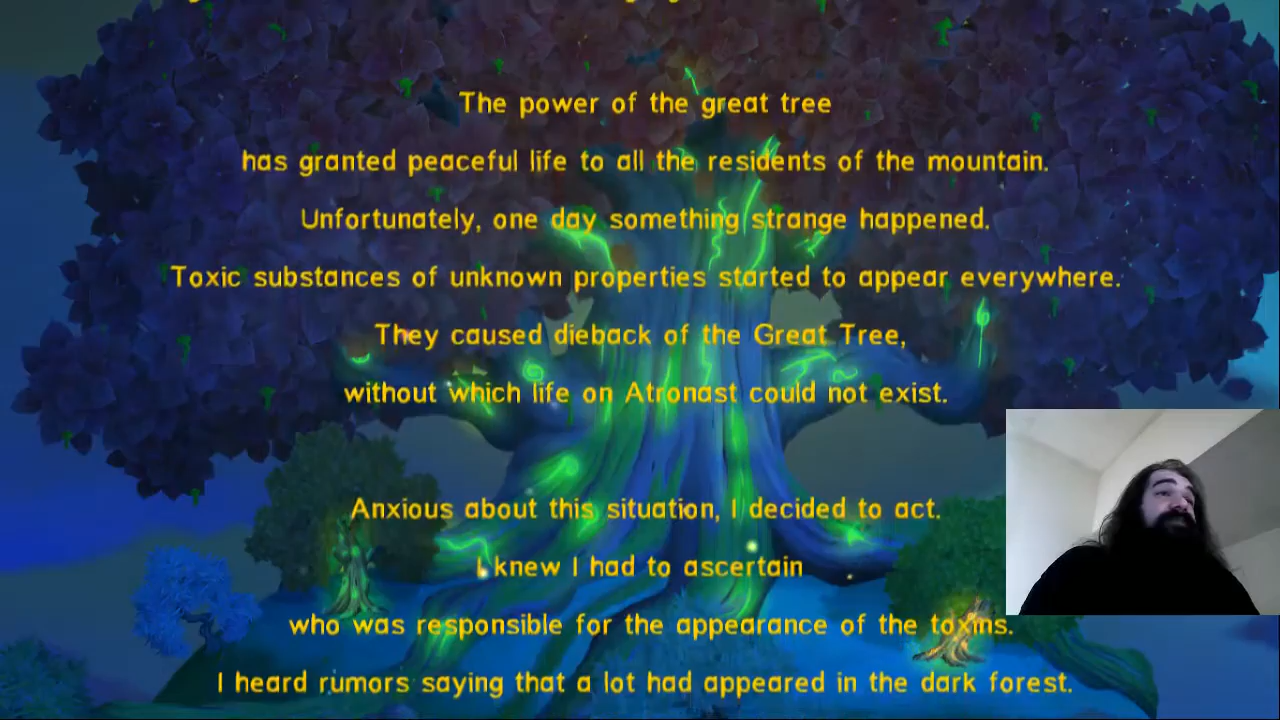 The power of the great tree
has granted peaceful life to all the residents of the mountain.
Unfortunately, one day something strange happened.
Toxic substances of unknown properties started to appear everywhere.
They caused dieback of the Great Tree,
without which life on Atronast could not exist.
Anxious about this situation, I decided to act.
I knew I had to ascertain
who was responsible for the appearance of the toxins.
I heard rumors saying that a lot had appeared in the dark forest.